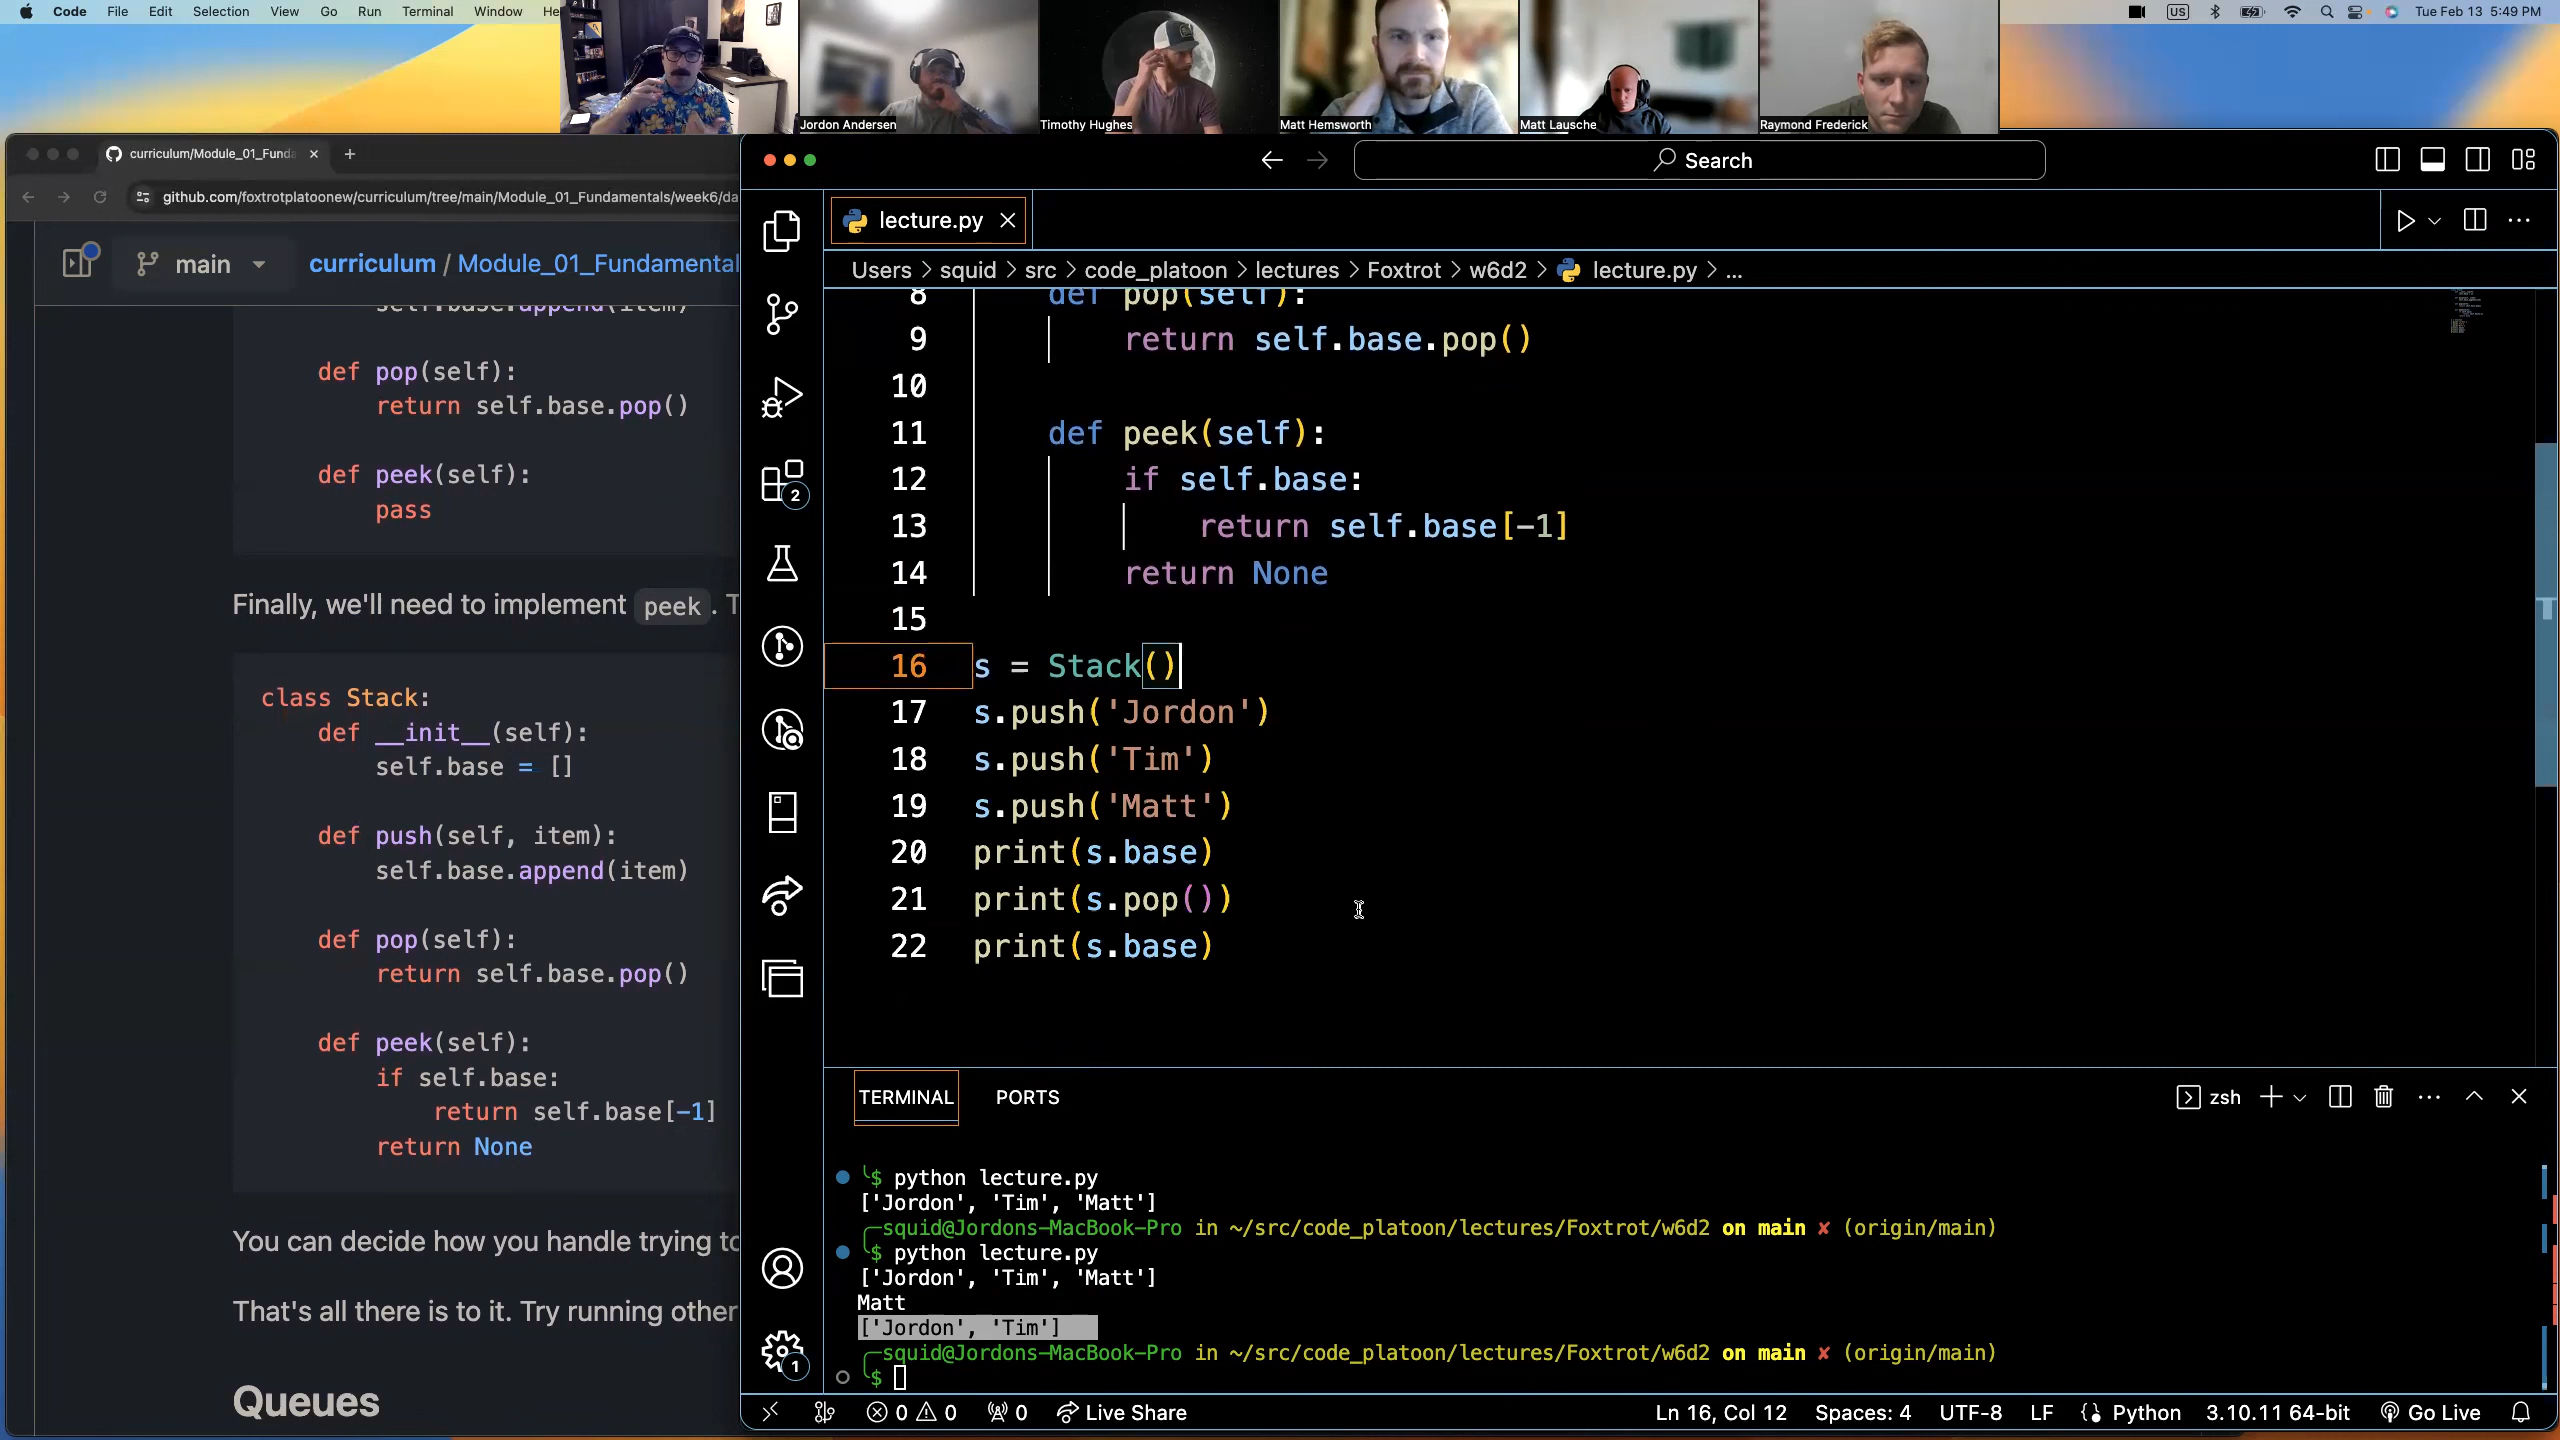 Code File Edit Selection View Go Run Terminal Window He
US Tue Feb 13 5:49 PM
Jordon Andersen
Timothy Hughes
Matt Hemsworth
Matt Lausche
Raymond Frederick
curriculum/Module_01_Funda
github.com/foxtrotplatoonew/curriculum/tree/main/Module_01_Fundamentals/week6/da
main curriculum / Module_01_Fundamental
self.base.append(item)
def pop(self):
return self.base.pop()
def peek(self):
pass
Finally, we'll need to implement peek. T
class Stack:
def __init__(self):
self.base = []
def push(self, item):
self.base.append(item)
def pop(self):
return self.base.pop()
def peek(self):
if self.base:
return self.base[-1]
return None
You can decide how you handle trying to
That's all there is to it. Try running other
Queues
Search
lecture.py
Users > squid > src > code_platoon > lectures > Foxtrot > w6d2 > lecture.py > ...
8 def pop(self):
9 return self.base.pop()
10
11 def peek(self):
12 if self.base:
13 return self.base[-1]
14 return None
15
16 s = Stack()
17 s.push('Jordon')
18 s.push('Tim')
19 s.push('Matt')
20 print(s.base)
21 print(s.pop())
22 print(s.base)
2
1
TERMINAL PORTS
zsh
$ python lecture.py
['Jordon', 'Tim', 'Matt']
squid@Jordons-MacBook-Pro in ~/src/code_platoon/lectures/Foxtrot/w6d2 on main ✘ (origin/main)
$ python lecture.py
['Jordon', 'Tim', 'Matt']
Matt
['Jordon', 'Tim']
squid@Jordons-MacBook-Pro in ~/src/code_platoon/lectures/Foxtrot/w6d2 on main ✘ (origin/main)
$
0 0 0 Live Share Ln 16, Col 12 Spaces: 4 UTF-8 LF Python 3.10.11 64-bit Go Live